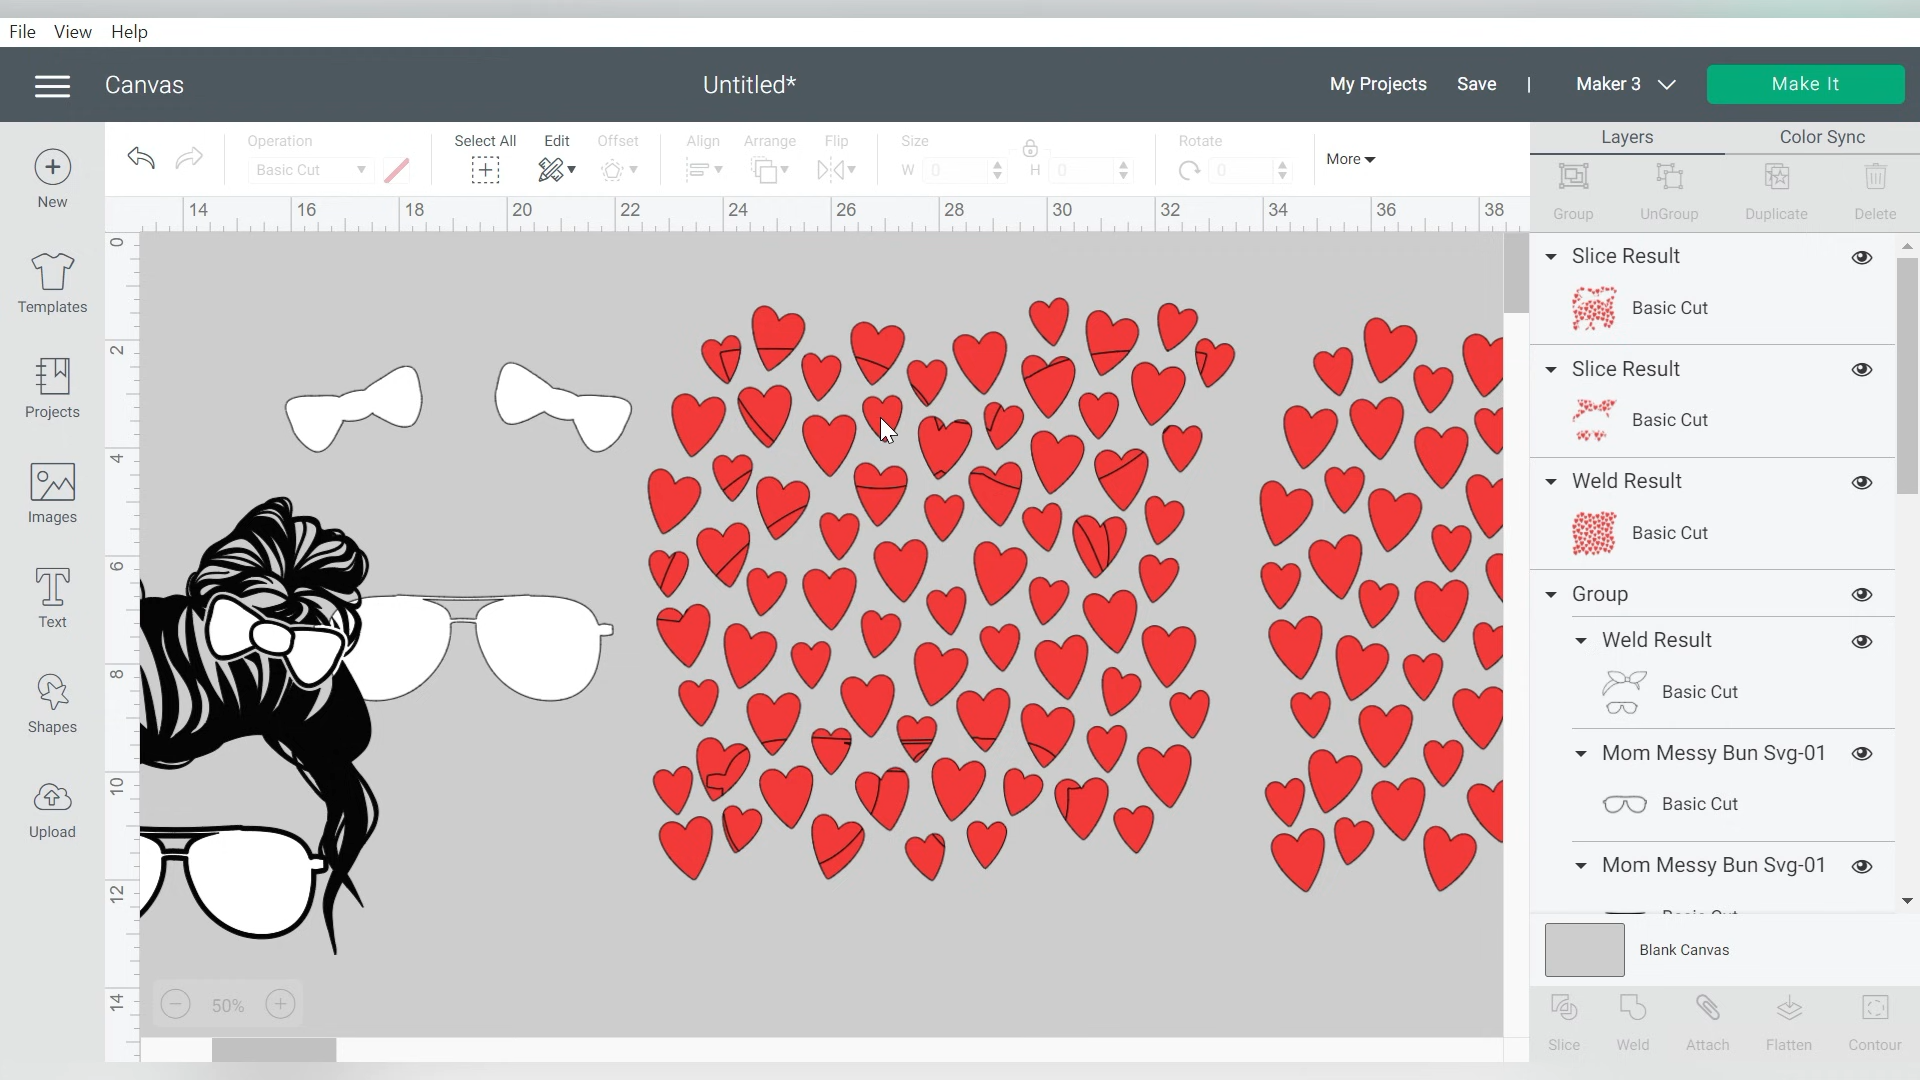 File View Help
Canvas Untitled* My Projects Save | Maker 3 Make It
New
Templates
Projects
Images
Text
Shapes
Upload
Operation
Basic Cut
Select All Edit Offset
Align Arrange Flip
Size
W 0 H 0
Rotate
0
More
14 16 18 20 22 24 26 28 30 32 34 36 38
0
2
4
6
8
10
12
14
50%
Layers Color Sync
Group UnGroup Duplicate Delete
Slice Result
Basic Cut
Slice Result
Basic Cut
Weld Result
Basic Cut
Group
Weld Result
Basic Cut
Mom Messy Bun Svg-01
Basic Cut
Mom Messy Bun Svg-01
Basic Cut
Blank Canvas
Slice Weld Attach Flatten Contour